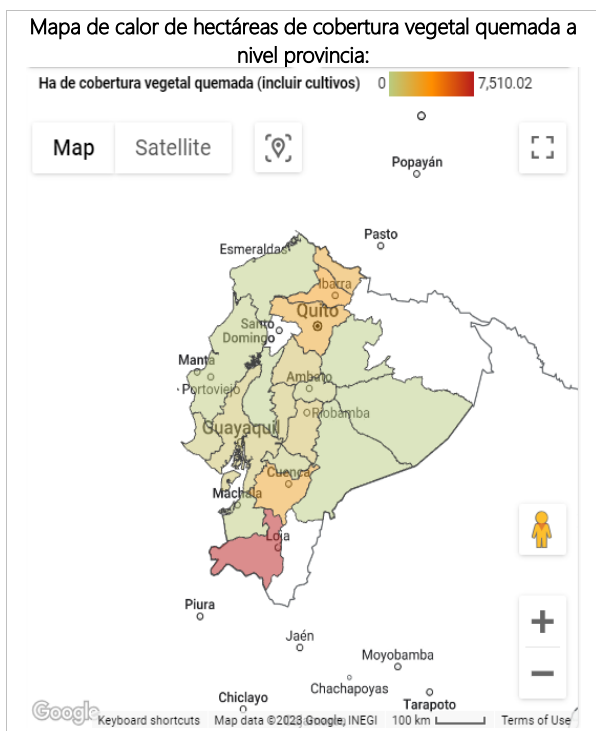 Mapa de calor de hectáreas de cobertura vegetal quemada a
nivel provincia:
Ha de cobertura vegetal quemada (incluir cultivos) 0 7,510.02
Map Satellite
Popayán
Pasto
Esmeraldas
Ibarra
Quito
Santo
Domingo
Manta
Portoviejo
Ambato
Riobamba
Guayaquil
Cuenca
Machala
Loja
Piura
Jaén
Moyobamba
Chachapoyas
Chiclayo
Tarapoto
Google
Keyboard shortcuts Map data ©2023 Google, INEGI 100 km Terms of Use